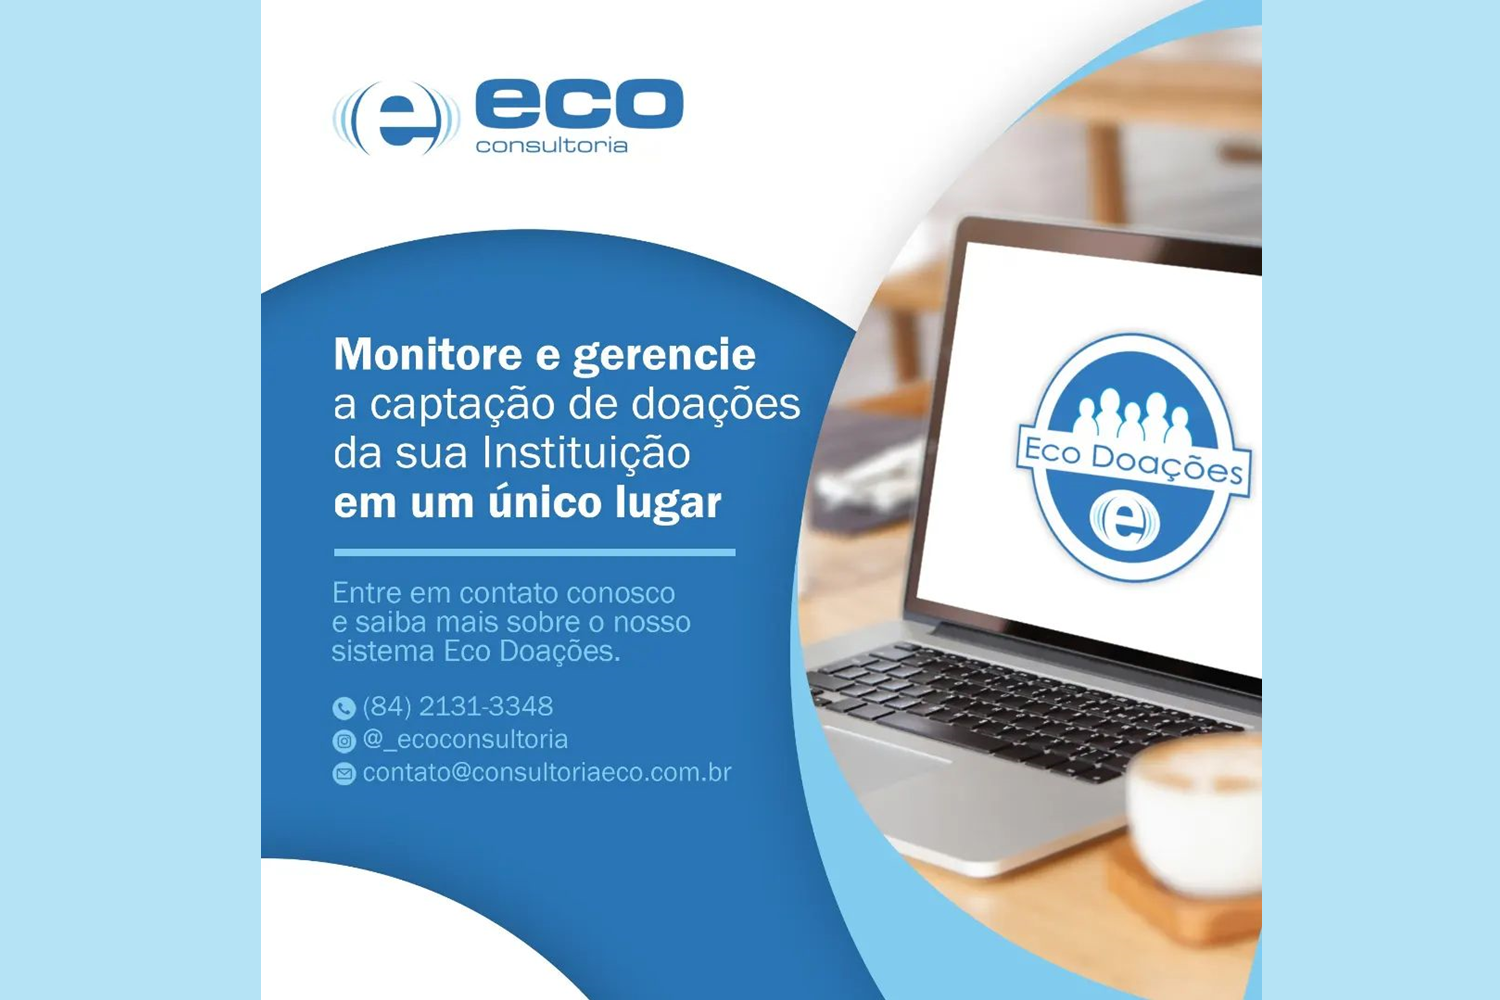 e eco
consultoria
Monitore e gerencie
a captação de doações
da sua Instituição
em um único lugar
Entre em contato conosco
e saiba mais sobre o nosso
sistema Eco Doações.
(84) 2131-3348
@_ecoconsultoria
contato@consultoriaeco.com.br
Eco Doações
e